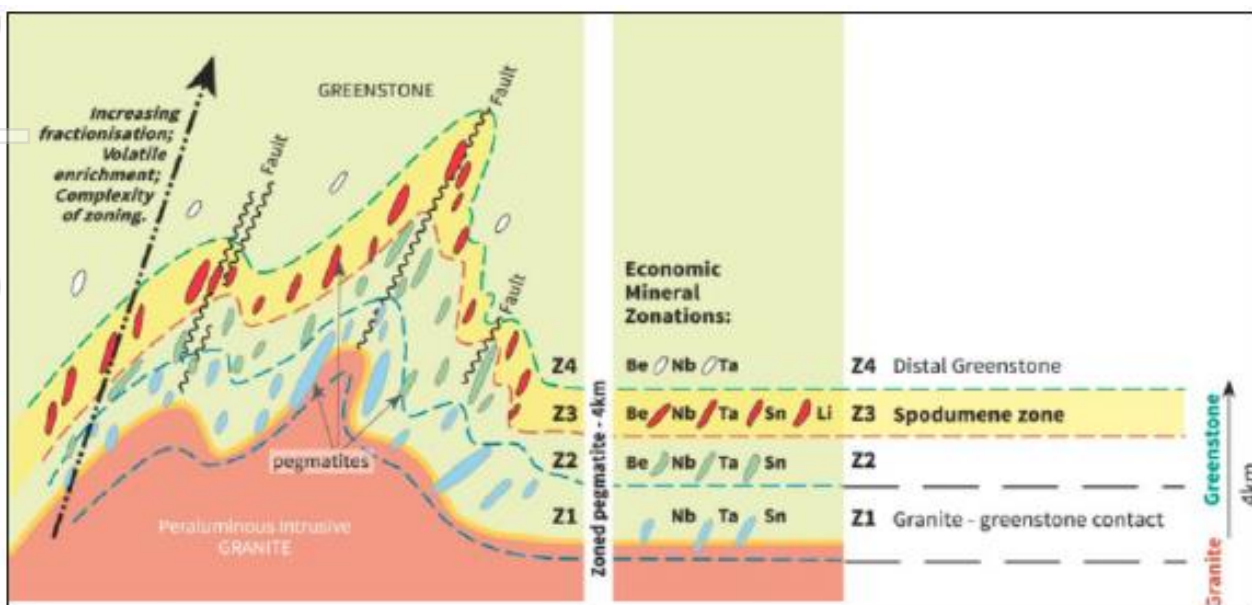 GREENSTONE
Increasing
fractionisation;
Volatile
enrichment;
Complexity
of zoning.
Fault
Fault
Fault
pegmatites
Peraluminous Intrusive
GRANITE
Z4
Z3
Z2
Z1
Zoned pegmatite - 4km
Economic
Mineral
Zonations:
Be Nb Ta
Be Nb Ta Sn Li
Be Nb Ta Sn
Nb Ta Sn
Z4 Distal Greenstone
Z3 Spodumene zone
Z2
Z1 Granite - greenstone contact
Greenstone
Granite
4km